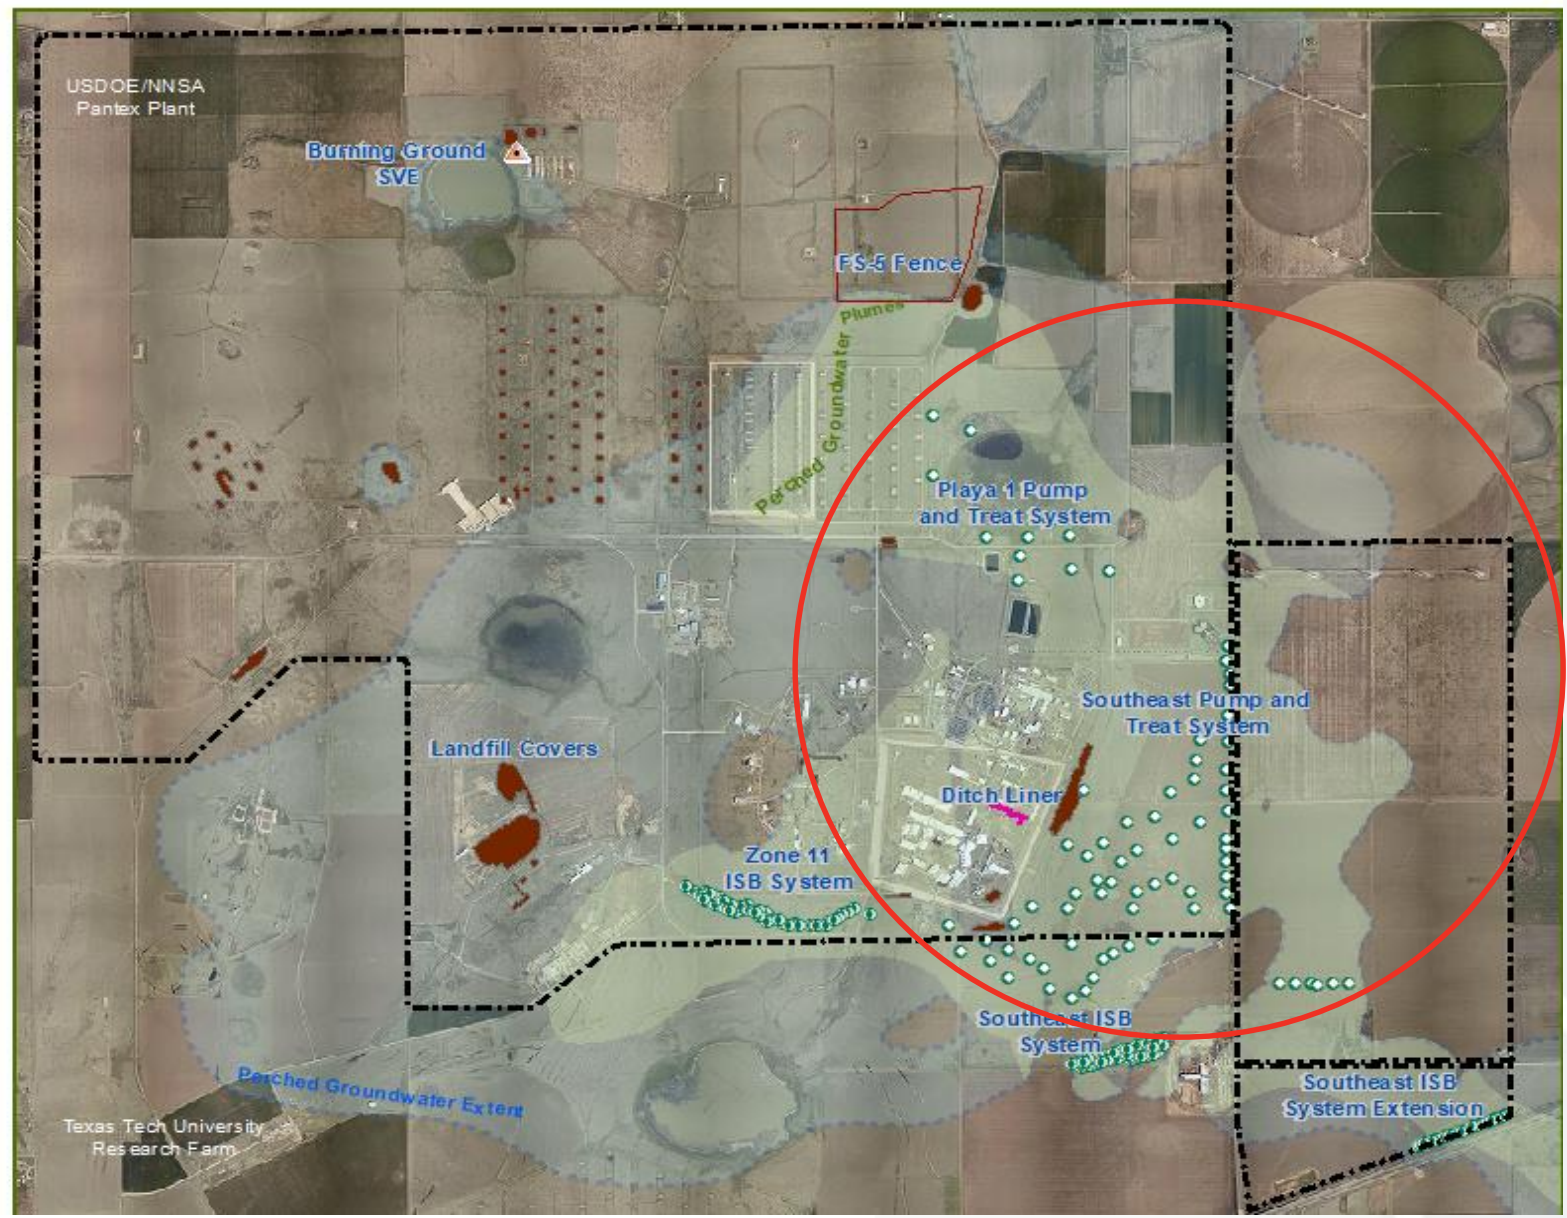 USDOE/NNSA
Pantex Plant
Burning Ground
SVE
FS-5 Fence
Perched Groundwater Plumes
Playa 1 Pump
and Treat System
Southeast Pump and
Treat System
Landfill Covers
Ditch Liner
Zone 11
ISB System
Southeast ISB
System
Perched Groundwater Extent
Southeast ISB
System Extension
Texas Tech University
Research Farm